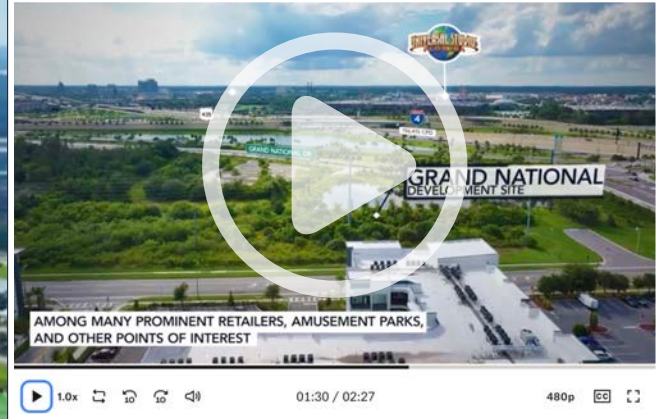 UNIVERSAL STUDIOS
435
4
GRAND NATIONAL DR
GRAND NATIONAL
DEVELOPMENT SITE
AMONG MANY PROMINENT RETAILERS, AMUSEMENT PARKS,
AND OTHER POINTS OF INTEREST
1.0x
10
10
01:30 / 02:27
480p
CC